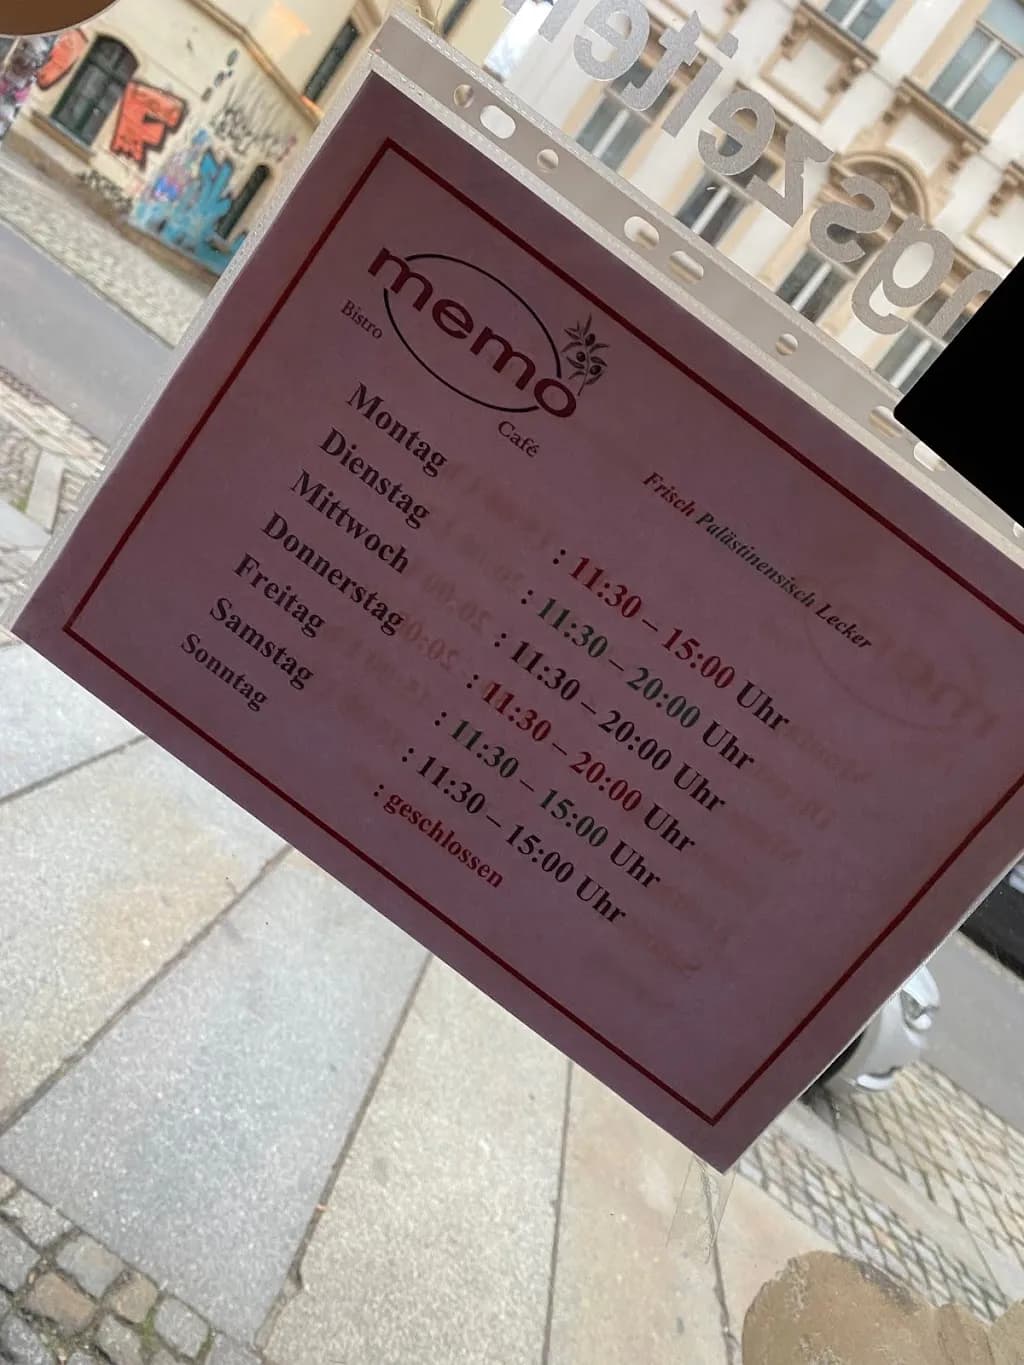 ngszeiten
memo
Bistro
Café
Frisch Palästinensisch Lecker
Montag : 11:30 – 15:00 Uhr
Dienstag : 11:30 – 20:00 Uhr
Mittwoch : 11:30 – 20:00 Uhr
Donnerstag : 11:30 – 20:00 Uhr
Freitag : 11:30 – 15:00 Uhr
Samstag : 11:30 – 15:00 Uhr
Sonntag : geschlossen